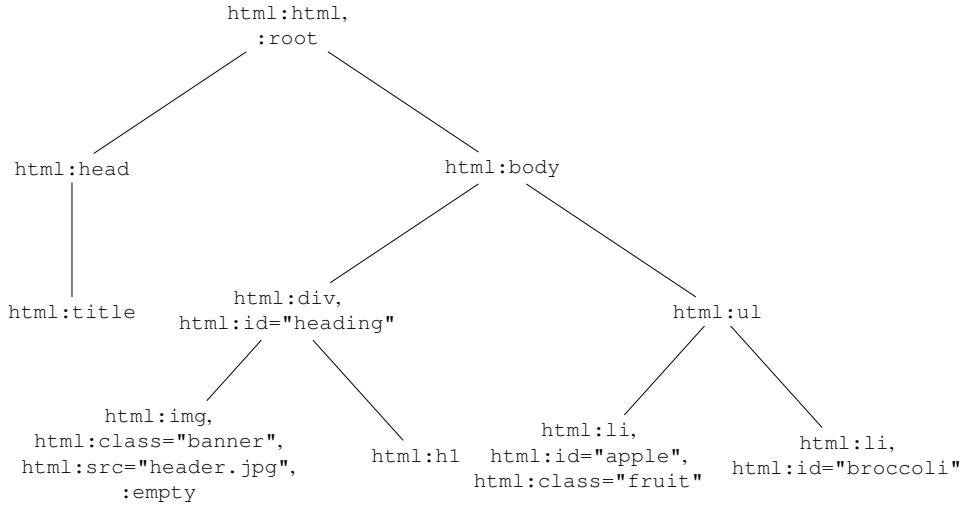 html:html,
:root
html:head
html:body
html:title
html:div,
html:id="heading"
html:ul
html:img,
html:class="banner",
html:src="header.jpg",
:empty
html:h1
html:li,
html:id="apple",
html:class="fruit"
html:li,
html:id="broccoli"